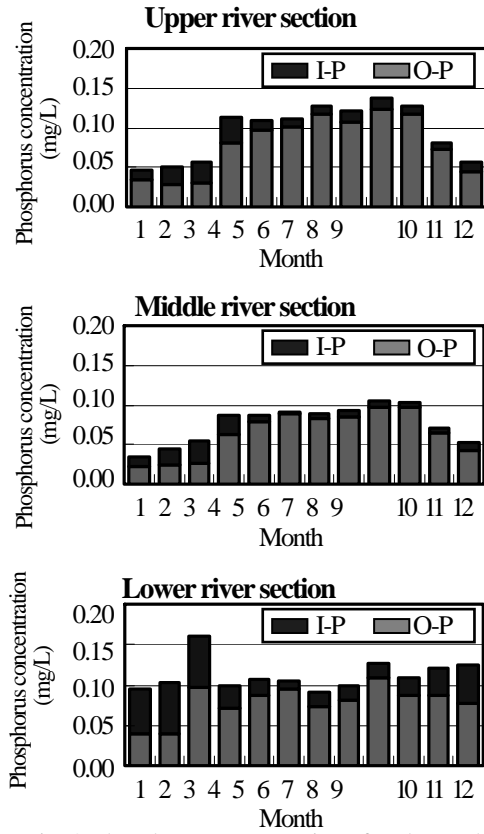 Upper river section
Phosphorus concentration
(mg/L)
0.20
0.15
0.10
0.05
0.00
I-P O-P
1 2 3 4 5 6 7 8 9 10 11 12
Month
Middle river section
Phosphorus concentration
(mg/L)
0.20
0.15
0.10
0.05
0.00
I-P O-P
1 2 3 4 5 6 7 8 9 10 11 12
Month
Lower river section
Phosphorus concentration
(mg/L)
0.20
0.15
0.10
0.05
0.00
I-P O-P
1 2 3 4 5 6 7 8 9 10 11 12
Month